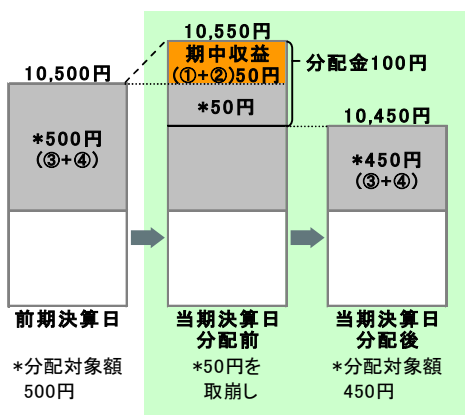 10,550円
期中収益
(①+②)50円
分配金100円
10,500円
*50円
10,450円
*500円
(③+④)
*450円
(③+④)
前期決算日
当期決算日
分配前
当期決算日
分配後
*分配対象額
500円
*50円を
取崩し
*分配対象額
450円